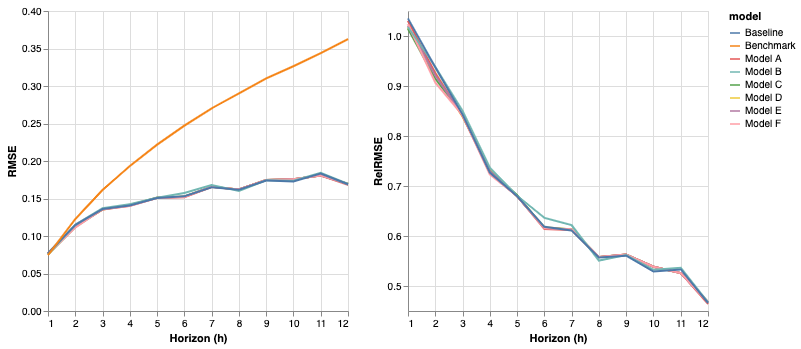 0.40
0.35
0.30
0.25
0.20
0.15
0.10
0.05
0.00
RMSE
1 2 3 4 5 6 7 8 9 10 11 12
Horizon (h)
1.0
0.9
0.8
0.7
0.6
0.5
RelRMSE
1 2 3 4 5 6 7 8 9 10 11 12
Horizon (h)
model
Baseline
Benchmark
Model A
Model B
Model C
Model D
Model E
Model F